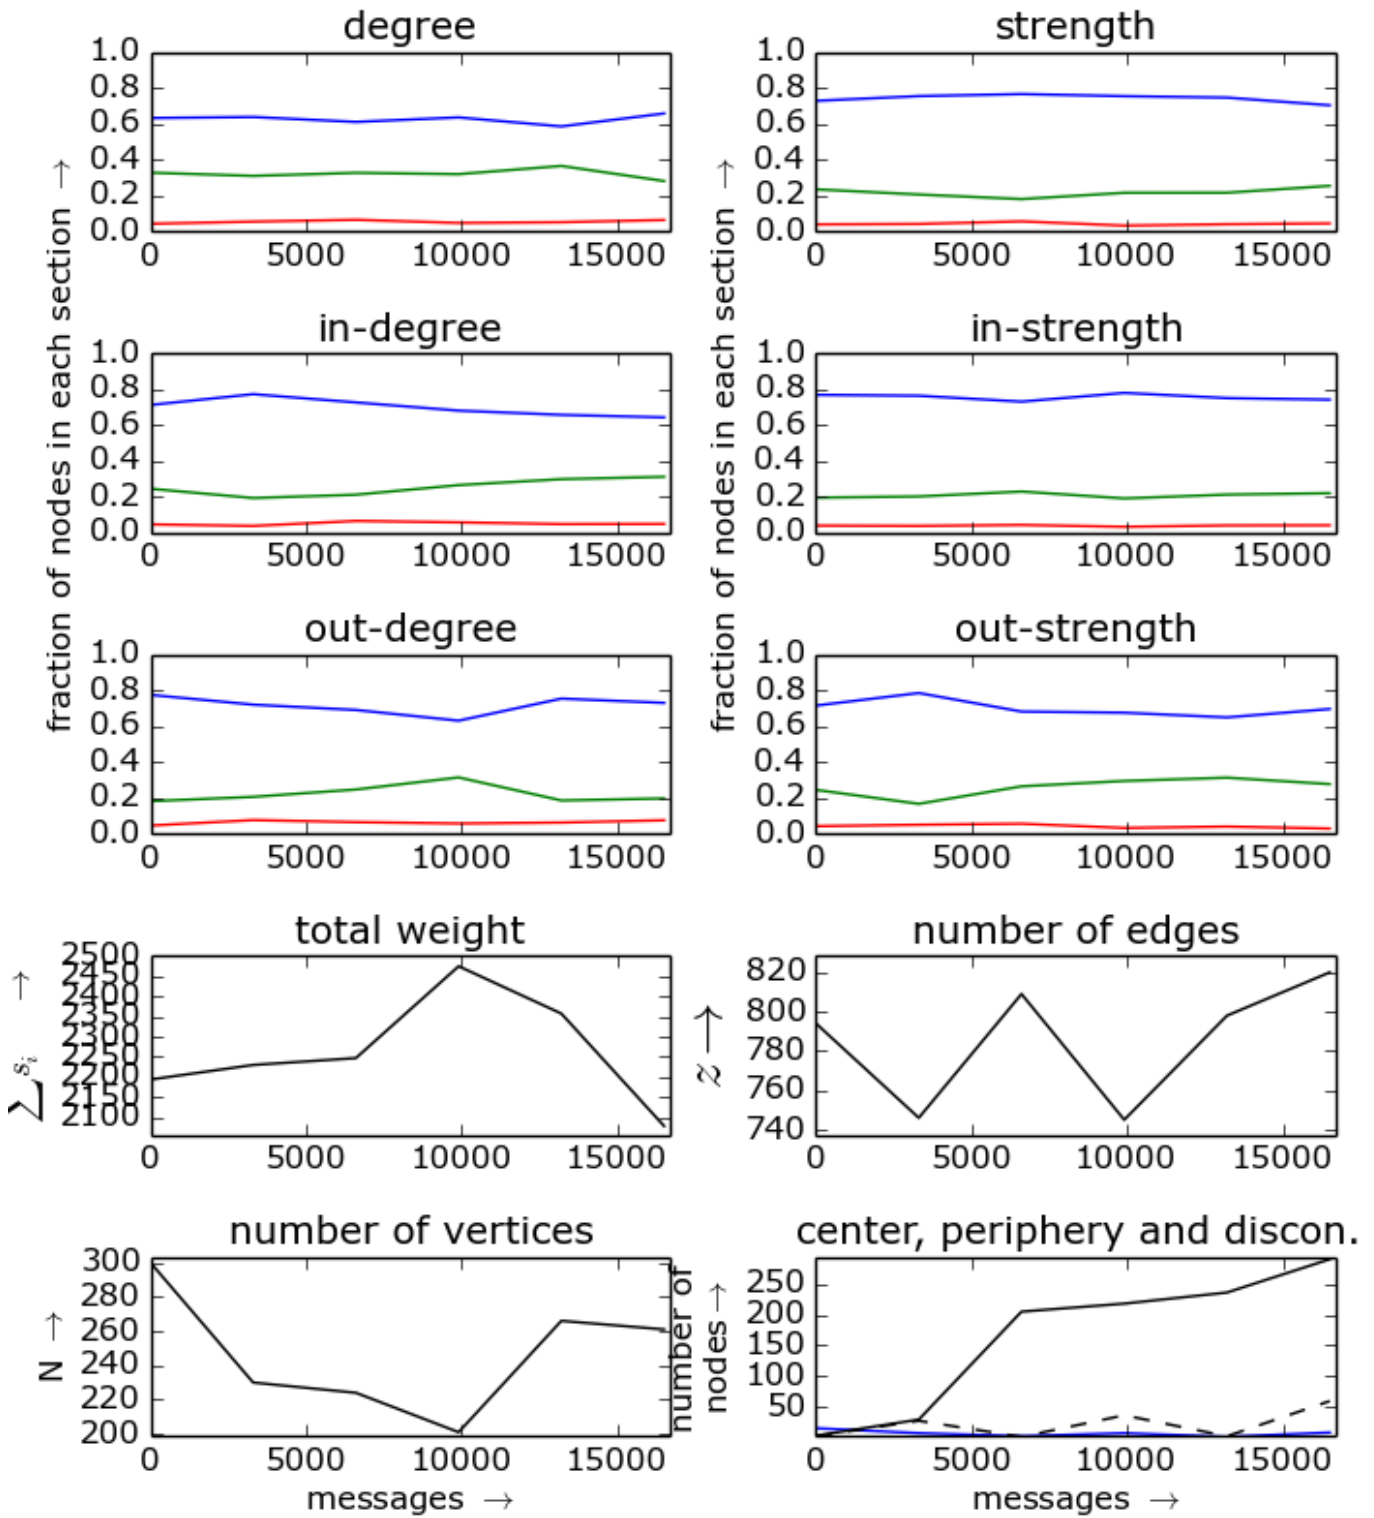 degree
1.0
0.8
0.6
0.4
0.2
0.0
0 5000 10000 15000
strength
1.0
0.8
0.6
0.4
0.2
0.0
0 5000 10000 15000
fraction of nodes in each section →
fraction of nodes in each section →
in-degree
1.0
0.8
0.6
0.4
0.2
0.0
0 5000 10000 15000
in-strength
1.0
0.8
0.6
0.4
0.2
0.0
0 5000 10000 15000
out-degree
1.0
0.8
0.6
0.4
0.2
0.0
0 5000 10000 15000
out-strength
1.0
0.8
0.6
0.4
0.2
0.0
0 5000 10000 15000
total weight
∑ s_i →
2500
2450
2400
2350
2300
2250
2200
2150
2100
0 5000 10000 15000
number of edges
z →
820
800
780
760
740
0 5000 10000 15000
number of vertices
N →
300
280
260
240
220
200
0 5000 10000 15000
messages →
center, periphery and discon.
number of
nodes →
250
200
150
100
50
0 5000 10000 15000
messages →